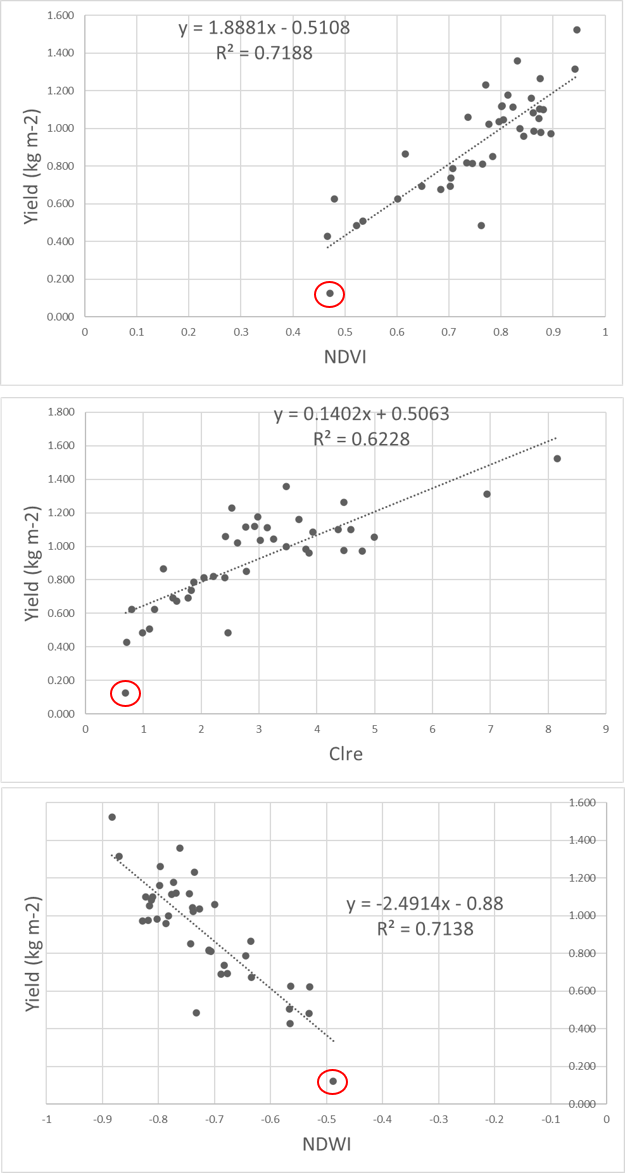 y = 1.8881x - 0.5108
R² = 0.7188
1.600
1.400
1.200
1.000
0.800
0.600
0.400
0.200
0.000
Yield (kg m-2)
0 0.1 0.2 0.3 0.4 0.5 0.6 0.7 0.8 0.9 1
NDVI
y = 0.1402x + 0.5063
R² = 0.6228
1.800
1.600
1.400
1.200
1.000
0.800
0.600
0.400
0.200
0.000
Yield (kg m-2)
0 1 2 3 4 5 6 7 8 9
Clre
y = -2.4914x - 0.88
R² = 0.7138
1.600
1.400
1.200
1.000
0.800
0.600
0.400
0.200
0.000
Yield (kg m-2)
-1 -0.9 -0.8 -0.7 -0.6 -0.5 -0.4 -0.3 -0.2 -0.1 0
NDWI